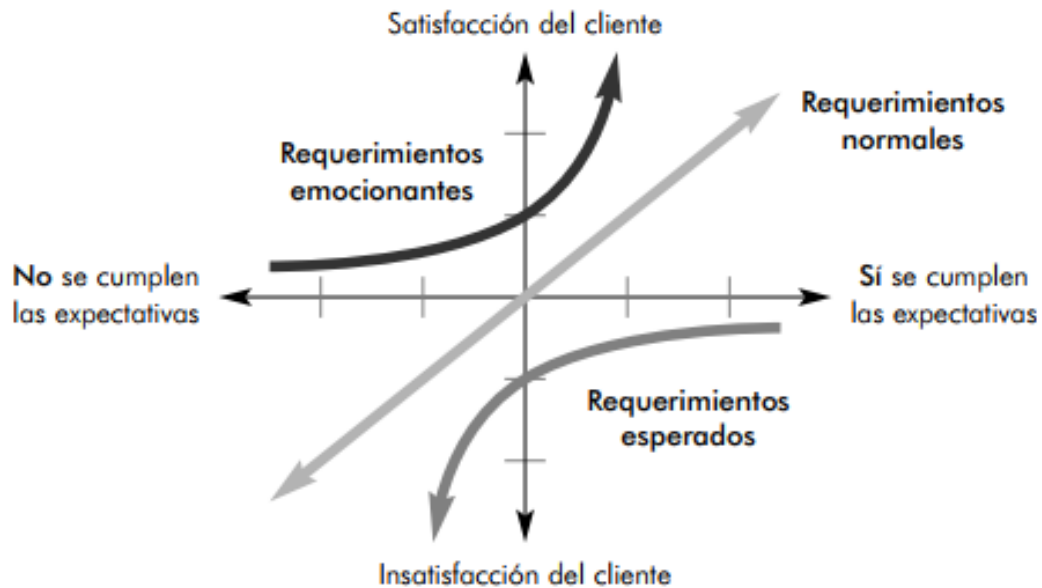 Satisfacción del cliente
Requerimientos
normales
Requerimientos
emocionantes
No se cumplen
las expectativas
Sí se cumplen
las expectativas
Requerimientos
esperados
Insatisfacción del cliente